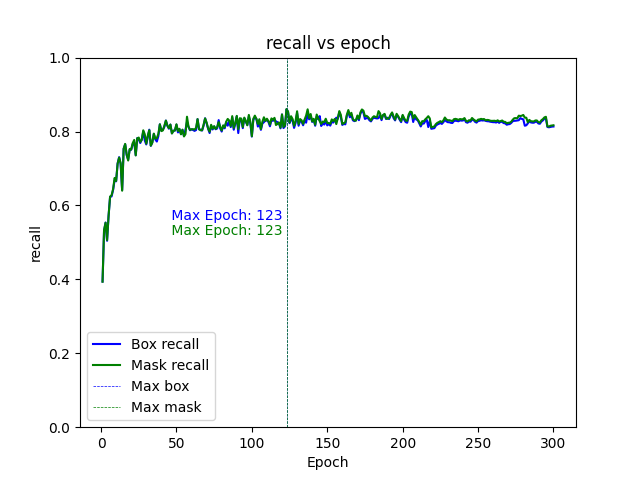 recall vs epoch
1.0
0.8
0.6
0.4
0.2
0.0
recall
Max Epoch: 123
Max Epoch: 123
Box recall
Mask recall
Max box
Max mask
0 50 100 150 200 250 300
Epoch